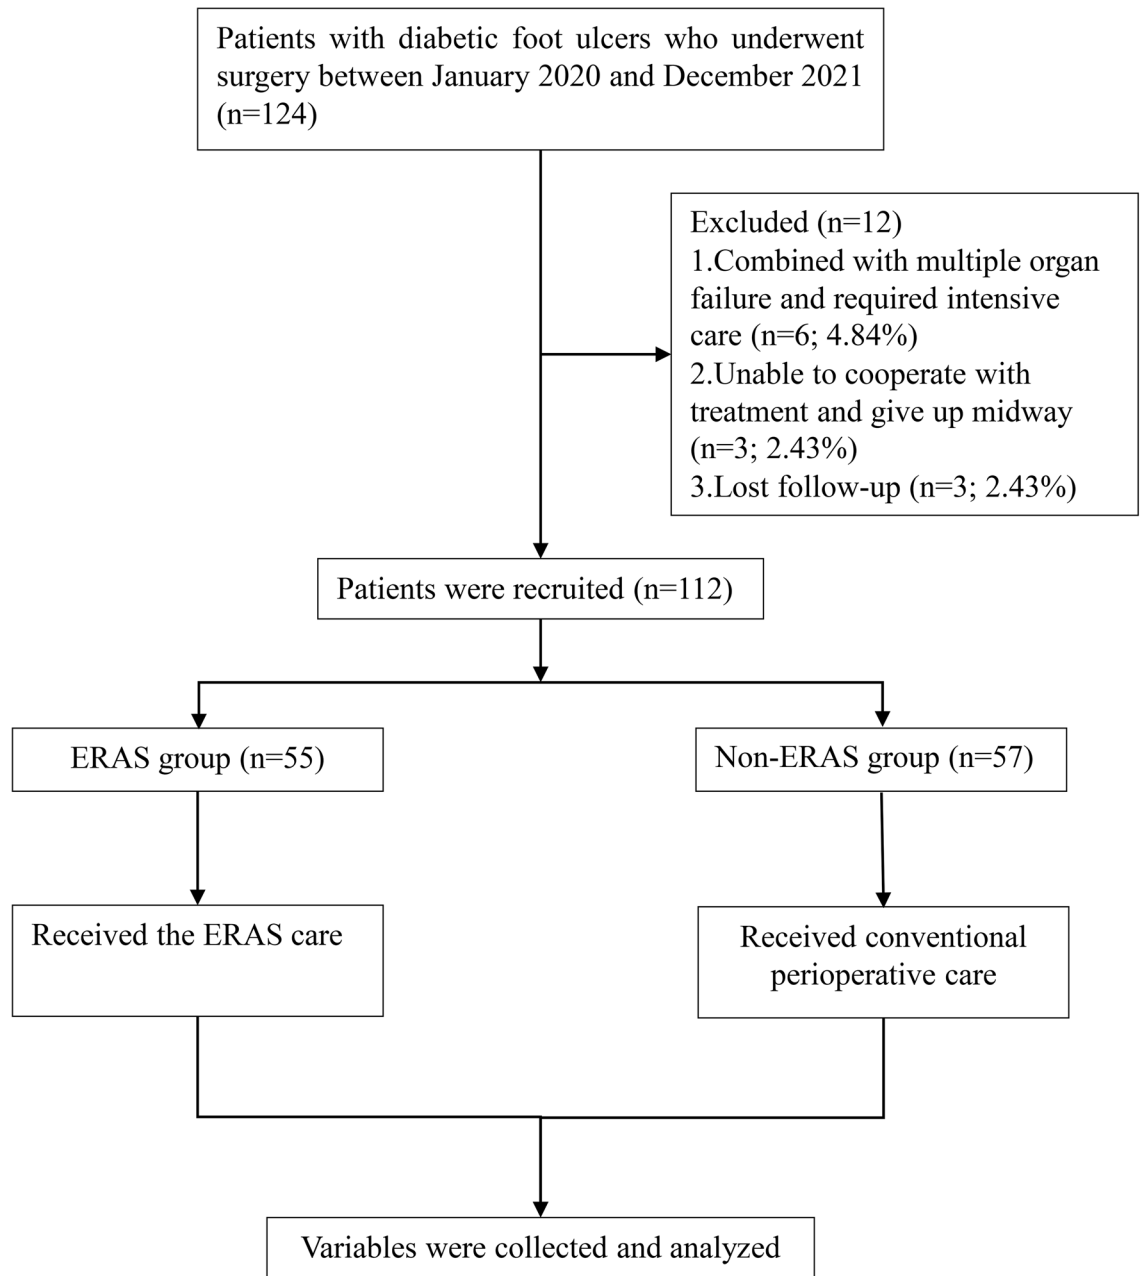 Patients with diabetic foot ulcers who underwent
surgery between January 2020 and December 2021
(n=124)
Excluded (n=12)
1.Combined with multiple organ
failure and required intensive
care (n=6; 4.84%)
2.Unable to cooperate with
treatment and give up midway
(n=3; 2.43%)
3.Lost follow-up (n=3; 2.43%)
Patients were recruited (n=112)
ERAS group (n=55)
Non-ERAS group (n=57)
Received the ERAS care
Received conventional
perioperative care
Variables were collected and analyzed